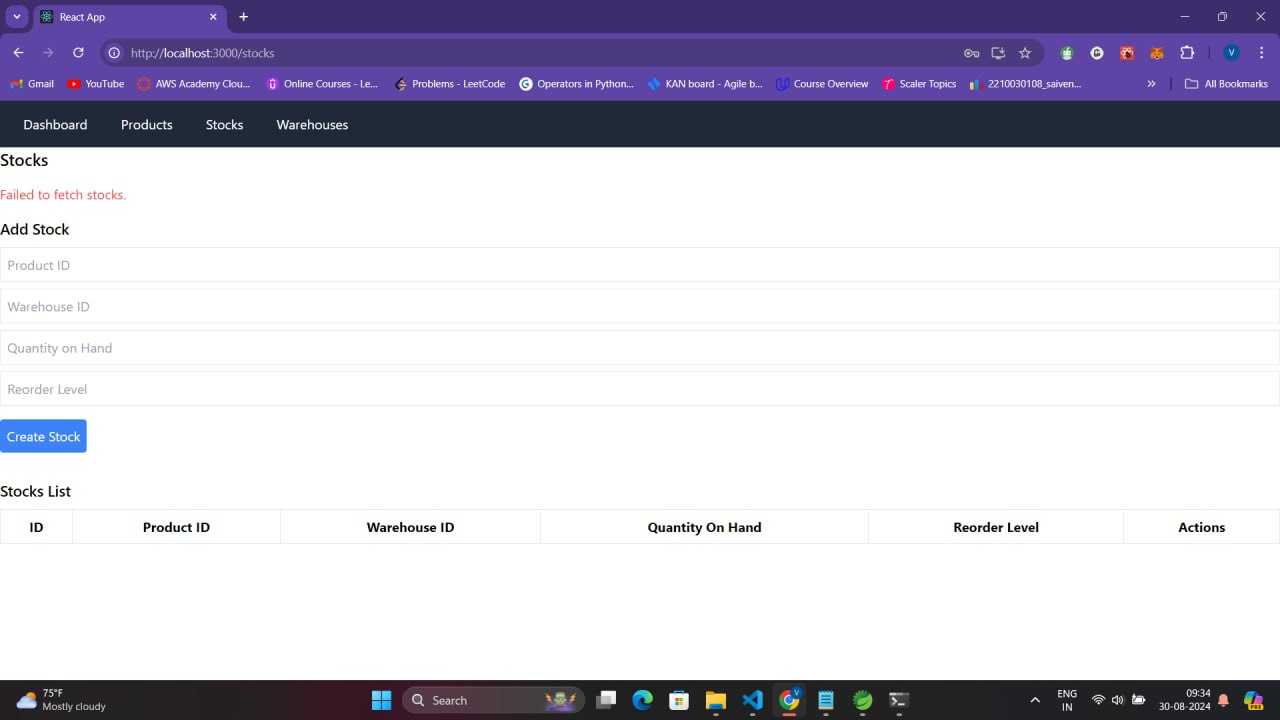 React App
http://localhost:3000/stocks
V
Gmail
YouTube
AWS Academy Clou...
Online Courses - Le...
Problems - LeetCode
Operators in Python...
KAN board - Agile b...
Course Overview
Scaler Topics
2210030108_saiven...
All Bookmarks
Dashboard
Products
Stocks
Warehouses
Stocks
Failed to fetch stocks.
Add Stock
Product ID
Warehouse ID
Quantity on Hand
Reorder Level
Create Stock
Stocks List
ID Product ID Warehouse ID Quantity On Hand Reorder Level Actions
75°F
Mostly cloudy
Search
ENG
IN
09:34
30-08-2024